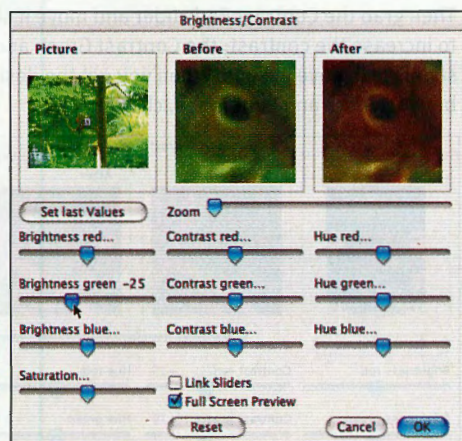 Brightness/Contrast
Picture Before After
Set last Values Zoom
Brightness red... Contrast red... Hue red...
Brightness green -25 Contrast green... Hue green...
Brightness blue... Contrast blue... Hue blue...
Saturation...
Link Sliders
Full Screen Preview
Reset Cancel OK